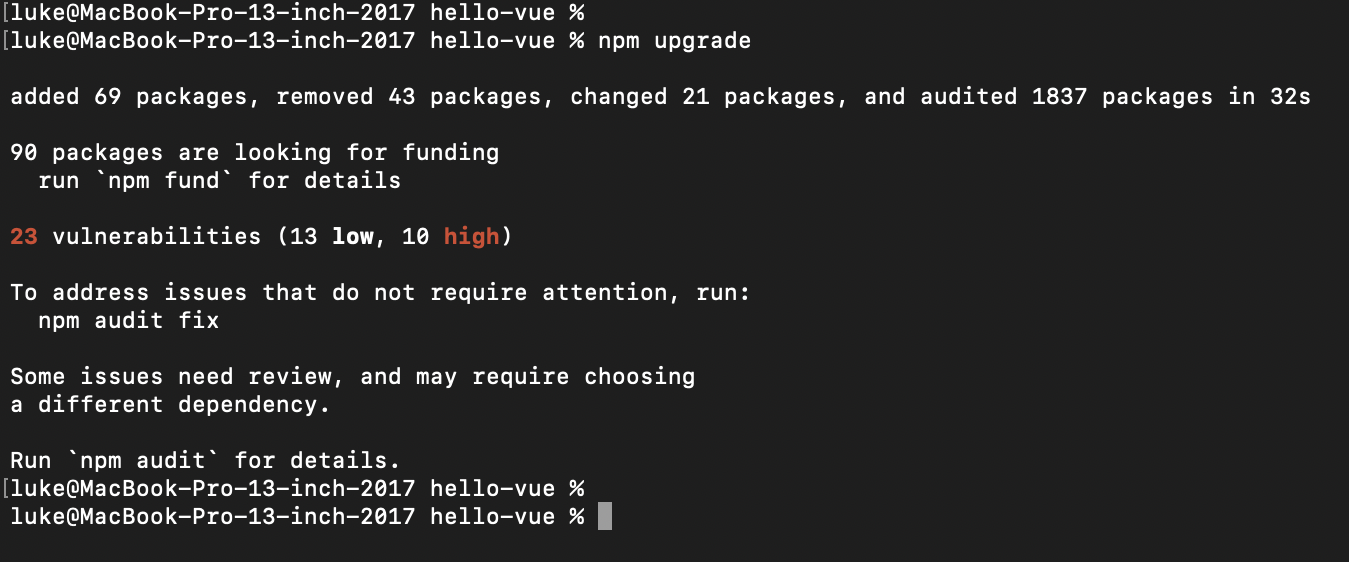 [luke@MacBook-Pro-13-inch-2017 hello-vue %
[luke@MacBook-Pro-13-inch-2017 hello-vue % npm upgrade
added 69 packages, removed 43 packages, changed 21 packages, and audited 1837 packages in 32s
90 packages are looking for funding
  run `npm fund` for details
23 vulnerabilities (13 low, 10 high)
To address issues that do not require attention, run:
  npm audit fix
Some issues need review, and may require choosing
a different dependency.
Run `npm audit` for details.
[luke@MacBook-Pro-13-inch-2017 hello-vue %
luke@MacBook-Pro-13-inch-2017 hello-vue %